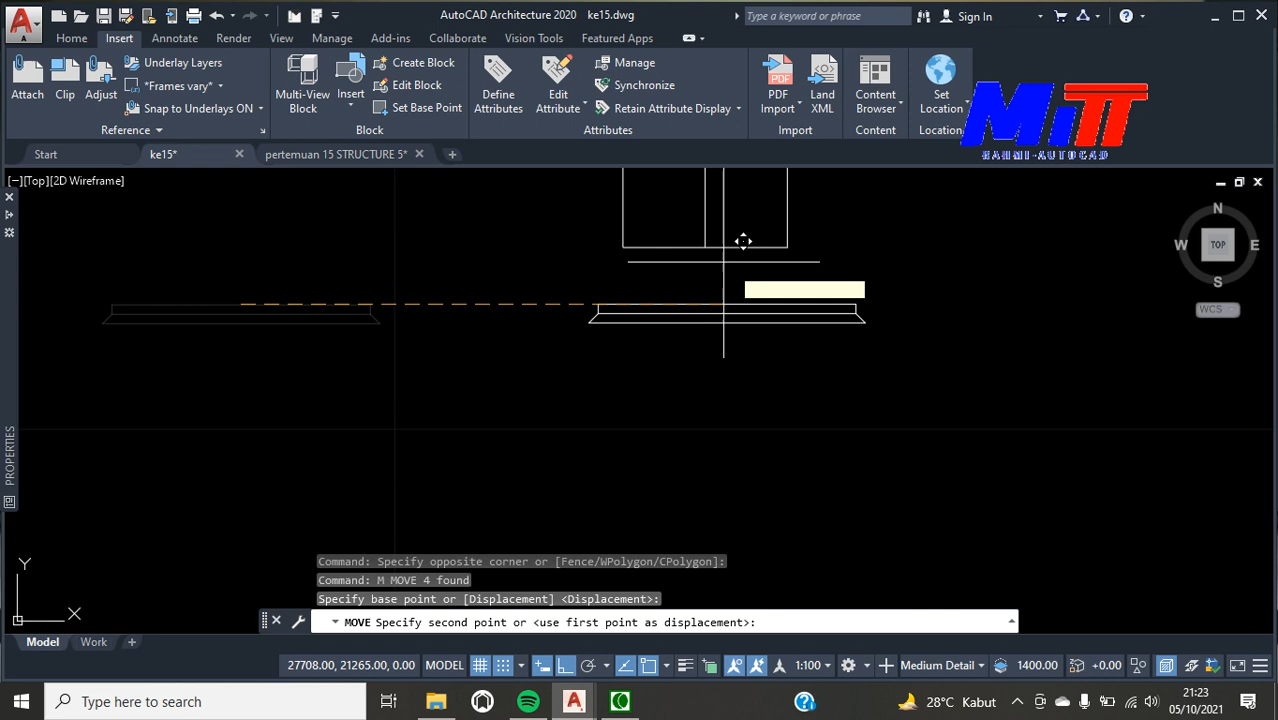 AutoCAD Architecture 2020 ke15.dwg
Type a keyword or phrase
Sign In
Home Insert Annotate Render View Manage Add-ins Collaborate Vision Tools Featured Apps
Attach
Clip
Adjust
Underlay Layers
*Frames vary*
Snap to Underlays ON
Reference
Multi-View
Block
Insert
Create Block
Edit Block
Set Base Point
Block
Define
Attributes
Edit
Attribute
Manage
Synchronize
Retain Attribute Display
Attributes
PDF
Import
Land
XML
Import
Content
Browser
Content
Set
Location
Location
MiTT
RAHMI-AUTOCAD
Start
ke15*
pertemuan 15 STRUCTURE 5*
[−][Top][2D Wireframe]
N
W TOP E
S
WCS
PROPERTIES
Y
X
Command: Specify opposite corner or [Fence/WPolygon/CPolygon]:
Command: M MOVE 4 found
Specify base point or [Displacement] <Displacement>:
MOVE Specify second point or <use first point as displacement>:
Model Work
27708.00, 21265.00, 0.00 MODEL
1:100
Medium Detail
1400.00
+0.00
Type here to search
28°C Kabut
21:23
05/10/2021